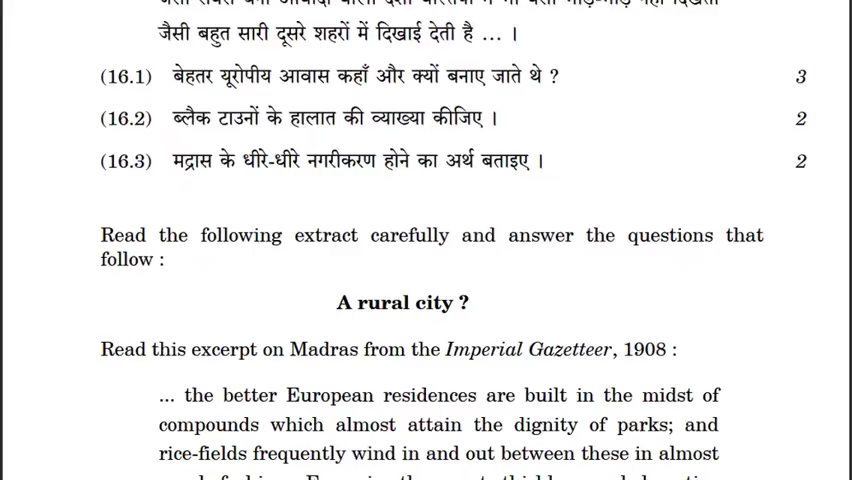 जैसी बहुत सारी दूसरे शहरों में दिखाई देती है ... ।
(16.1) बेहतर यूरोपीय आवास कहाँ और क्यों बनाए जाते थे ? 3
(16.2) ब्लैक टाउनों के हालात की व्याख्या कीजिए । 2
(16.3) मद्रास के धीरे-धीरे नगरीकरण होने का अर्थ बताइए । 2
Read the following extract carefully and answer the questions that
follow :
A rural city ?
Read this excerpt on Madras from the Imperial Gazetteer, 1908 :
... the better European residences are built in the midst of
compounds which almost attain the dignity of parks; and
rice-fields frequently wind in and out between these in almost